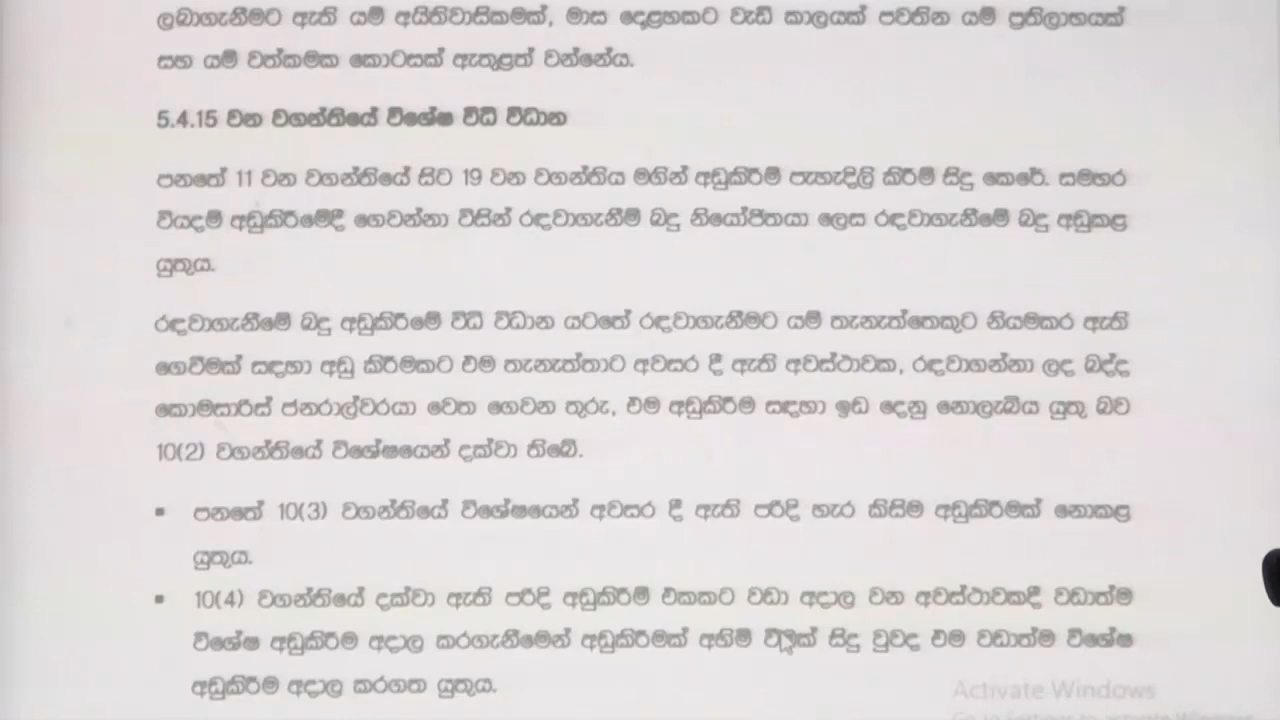 ලබාගැනීමට ඇති යම් අයිතිවාසිකමක්, මාස දෙළහකට වැඩි කාලයක් පවතින යම් ප්‍රතිලාභයක්
සහ යම් වත්කමක කොටසක් ඇතුළත් වන්නේය.
5.4.15 වන වගන්තියේ විශේෂ විධි විධාන
පනතේ 11 වන වගන්තියේ සිට 19 වන වගන්තිය මගින් අඩුකිරීම් පැහැදිලි කිරීම් සිදු කෙරේ. සමහර
වියදම් අඩුකිරීමේදී ගෙවන්නා විසින් රඳවාගැනීම් බදු නියෝජිතයා ලෙස රඳවාගැනීමේ බදු අඩුකළ
යුතුය.
රඳවාගැනීමේ බදු අඩුකිරීමේ විධි විධාන යටතේ රඳවාගැනීමට යම් තැනැත්තෙකුට නියමකර ඇති
ගෙවීමක් සඳහා අඩු කිරීමකට එම තැනැත්තාට අවසර දී ඇති අවස්ථාවක, රඳවාගන්නා ලද බද්ද
කොමසාරිස් ජනරාල්වරයා වෙත ගෙවන තුරු, එම අඩුකිරීම සඳහා ඉඩ දෙනු නොලැබිය යුතු බව
10(2) වගන්තියේ විශේෂයෙන් දක්වා තිබේ.
▪ පනතේ 10(3) වගන්තියේ විශේෂයෙන් අවසර දී ඇති පරිදි හැර කිසිම අඩුකිරීමක් නොකළ
යුතුය.
▪ 10(4) වගන්තියේ දක්වා ඇති පරිදි අඩුකිරීම් එකකට වඩා අදාල වන අවස්ථාවකදී වඩාත්ම
විශේෂ අඩුකිරීම අදාල කරගැනීමෙන් අඩුකිරීමක් අහිමි සිදු වුවද එම වඩාත්ම විශේෂ
අඩුකිරීම අදාල කරගත යුතුය.
Activate Windows